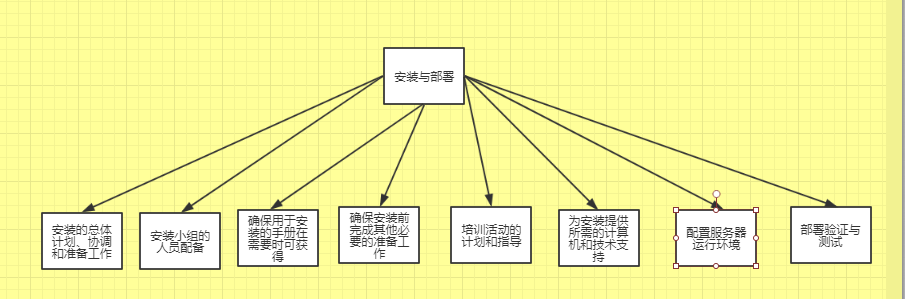 安装与部署
安装的总体
计划、协调
和准备工作
安装小组的
人员配备
确保用于安
装的手册在
需要时可获
得
确保安装前
完成其他必
要的准备工
作
培训活动的
计划和指导
为安装提供
所需的计算
机和技术支
持
配置服务器
运行环境
部署验证与
测试